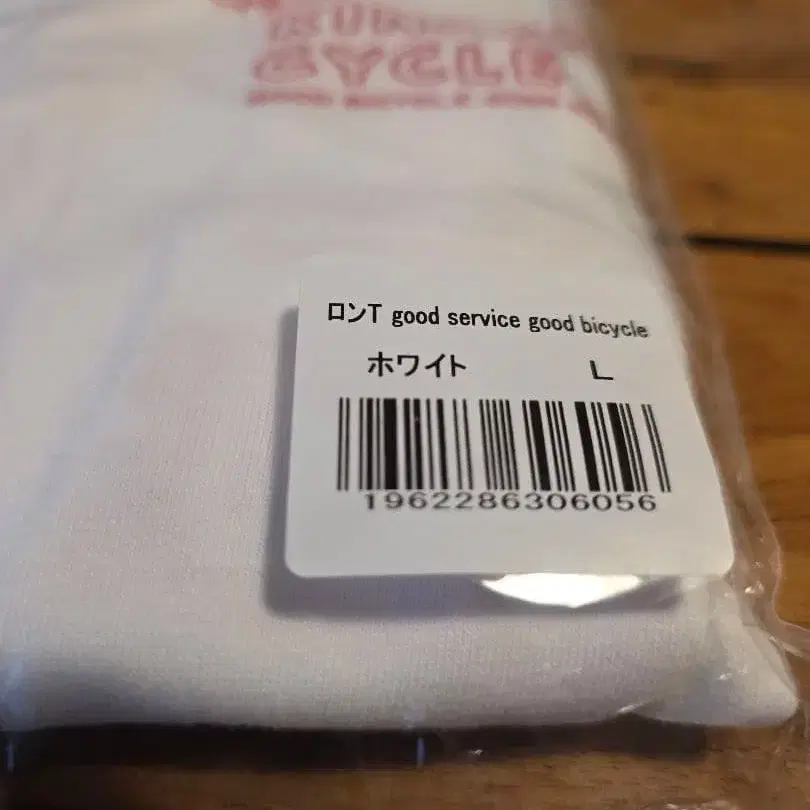 CYCLE
ロンT good service good bicycle
ホワイト L
1962286306056